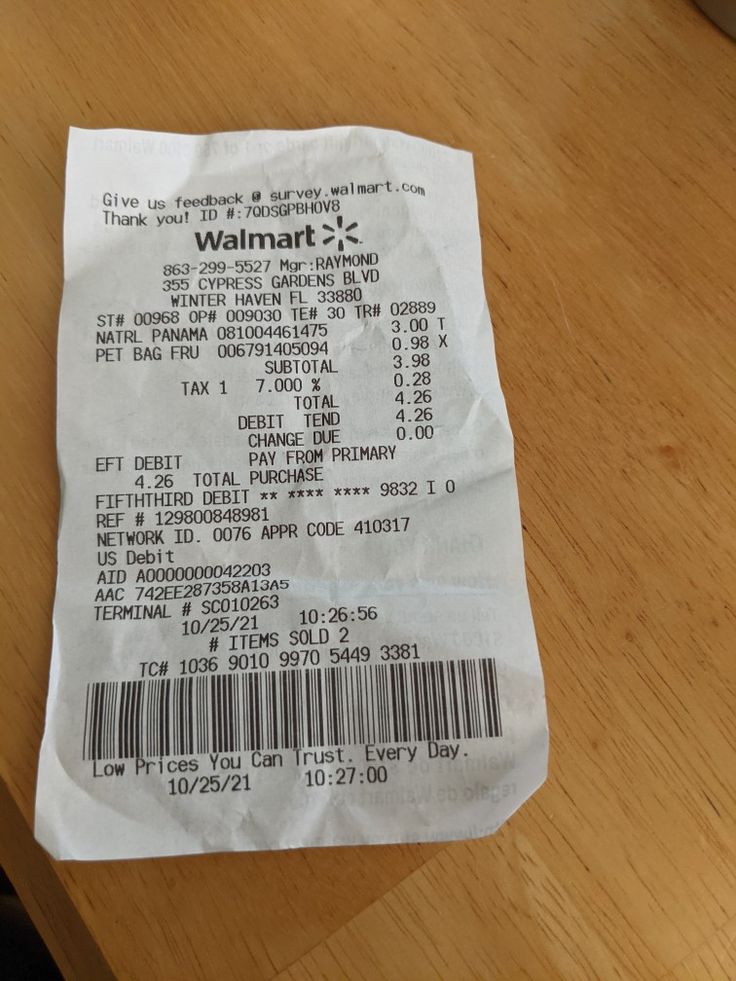 Give us feedback @ survey.walmart.com
Thank you! ID #:7QDSGPBH0V8
Walmart
863-299-5527 Mgr:RAYMOND
355 CYPRESS GARDENS BLVD
WINTER HAVEN FL 33880
ST# 00968 OP# 009030 TE# 30 TR# 02889
NATRL PANAMA 081004461475 3.00 T
PET BAG FRU 006791405094 0.98 X
SUBTOTAL 3.98
TAX 1 7.000 % 0.28
TOTAL 4.26
DEBIT TEND 4.26
CHANGE DUE 0.00
EFT DEBIT PAY FROM PRIMARY
4.26 TOTAL PURCHASE
FIFTHTHIRD DEBIT ** **** **** 9832 I 0
REF # 129800848981
NETWORK ID. 0076 APPR CODE 410317
US Debit
AID A0000000042203
AAC 742EE287358A13A5
TERMINAL # SC010263
10/25/21 10:26:56
# ITEMS SOLD 2
TC# 1036 9010 9970 5449 3381
Low Prices You Can Trust. Every Day.
10/25/21 10:27:00